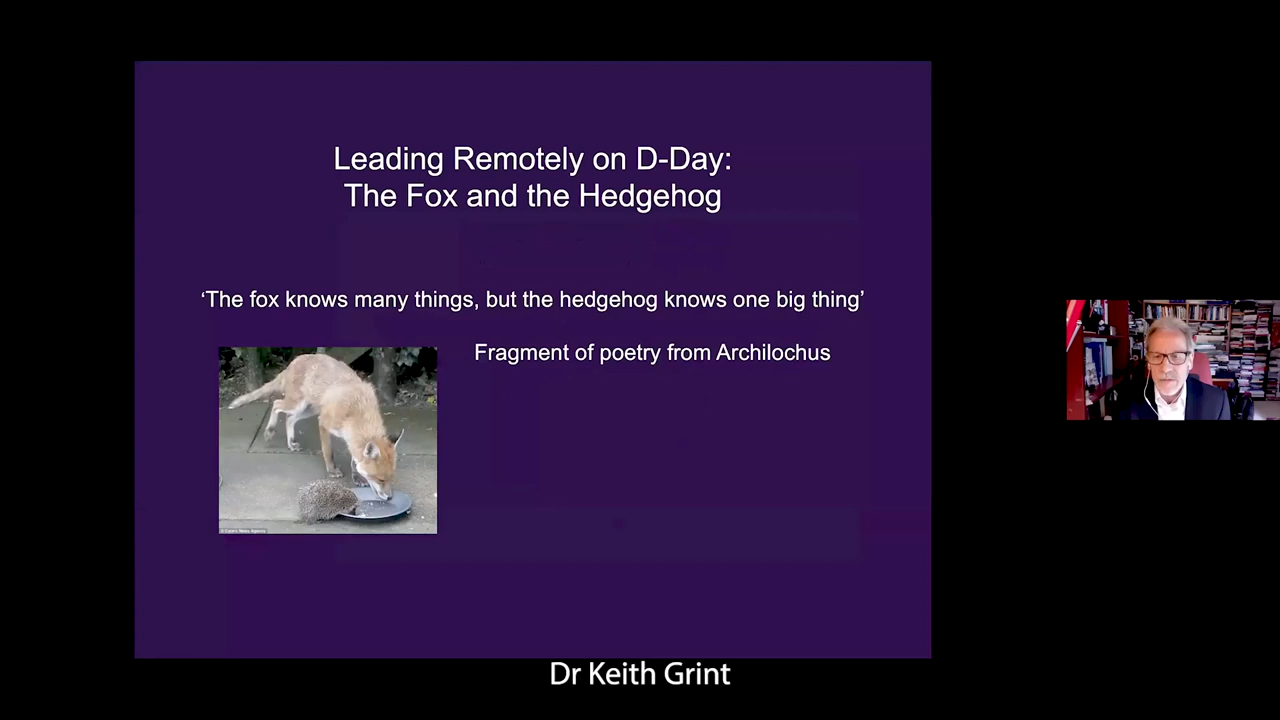 Leading Remotely on D-Day:
The Fox and the Hedgehog
‘The fox knows many things, but the hedgehog knows one big thing’
Fragment of poetry from Archilochus
Dr Keith Grint